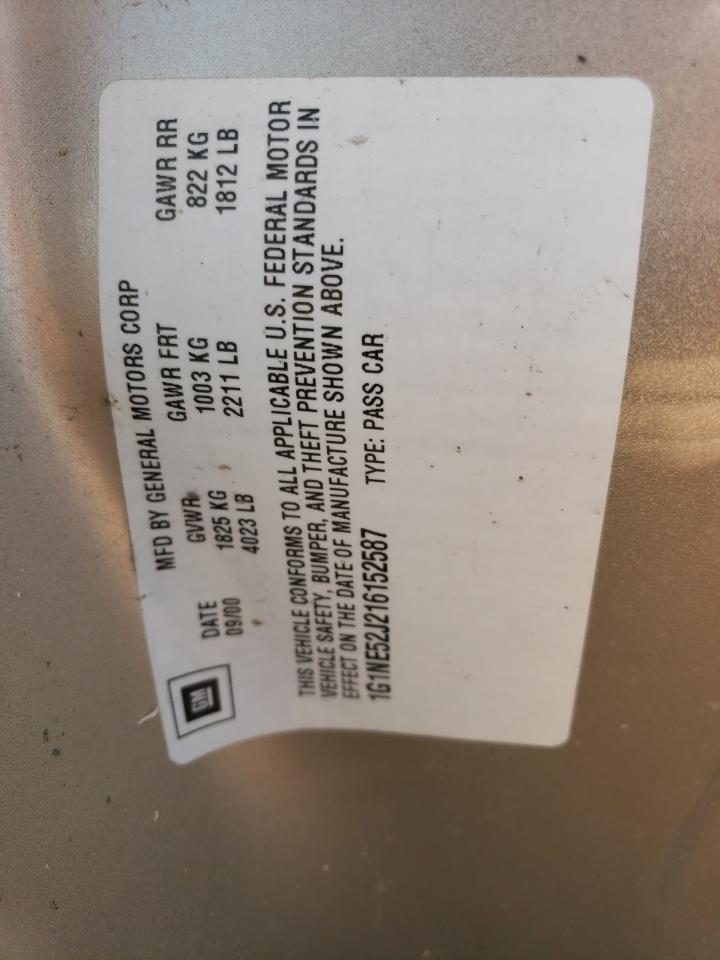 GM
MFD BY GENERAL MOTORS CORP
DATE GVWR GAWR FRT GAWR RR
09/00 1825 KG 1003 KG 822 KG
4023 LB 2211 LB 1812 LB
THIS VEHICLE CONFORMS TO ALL APPLICABLE U.S. FEDERAL MOTOR
VEHICLE SAFETY, BUMPER, AND THEFT PREVENTION STANDARDS IN
EFFECT ON THE DATE OF MANUFACTURE SHOWN ABOVE.
1G1NE52J216152587 TYPE: PASS CAR